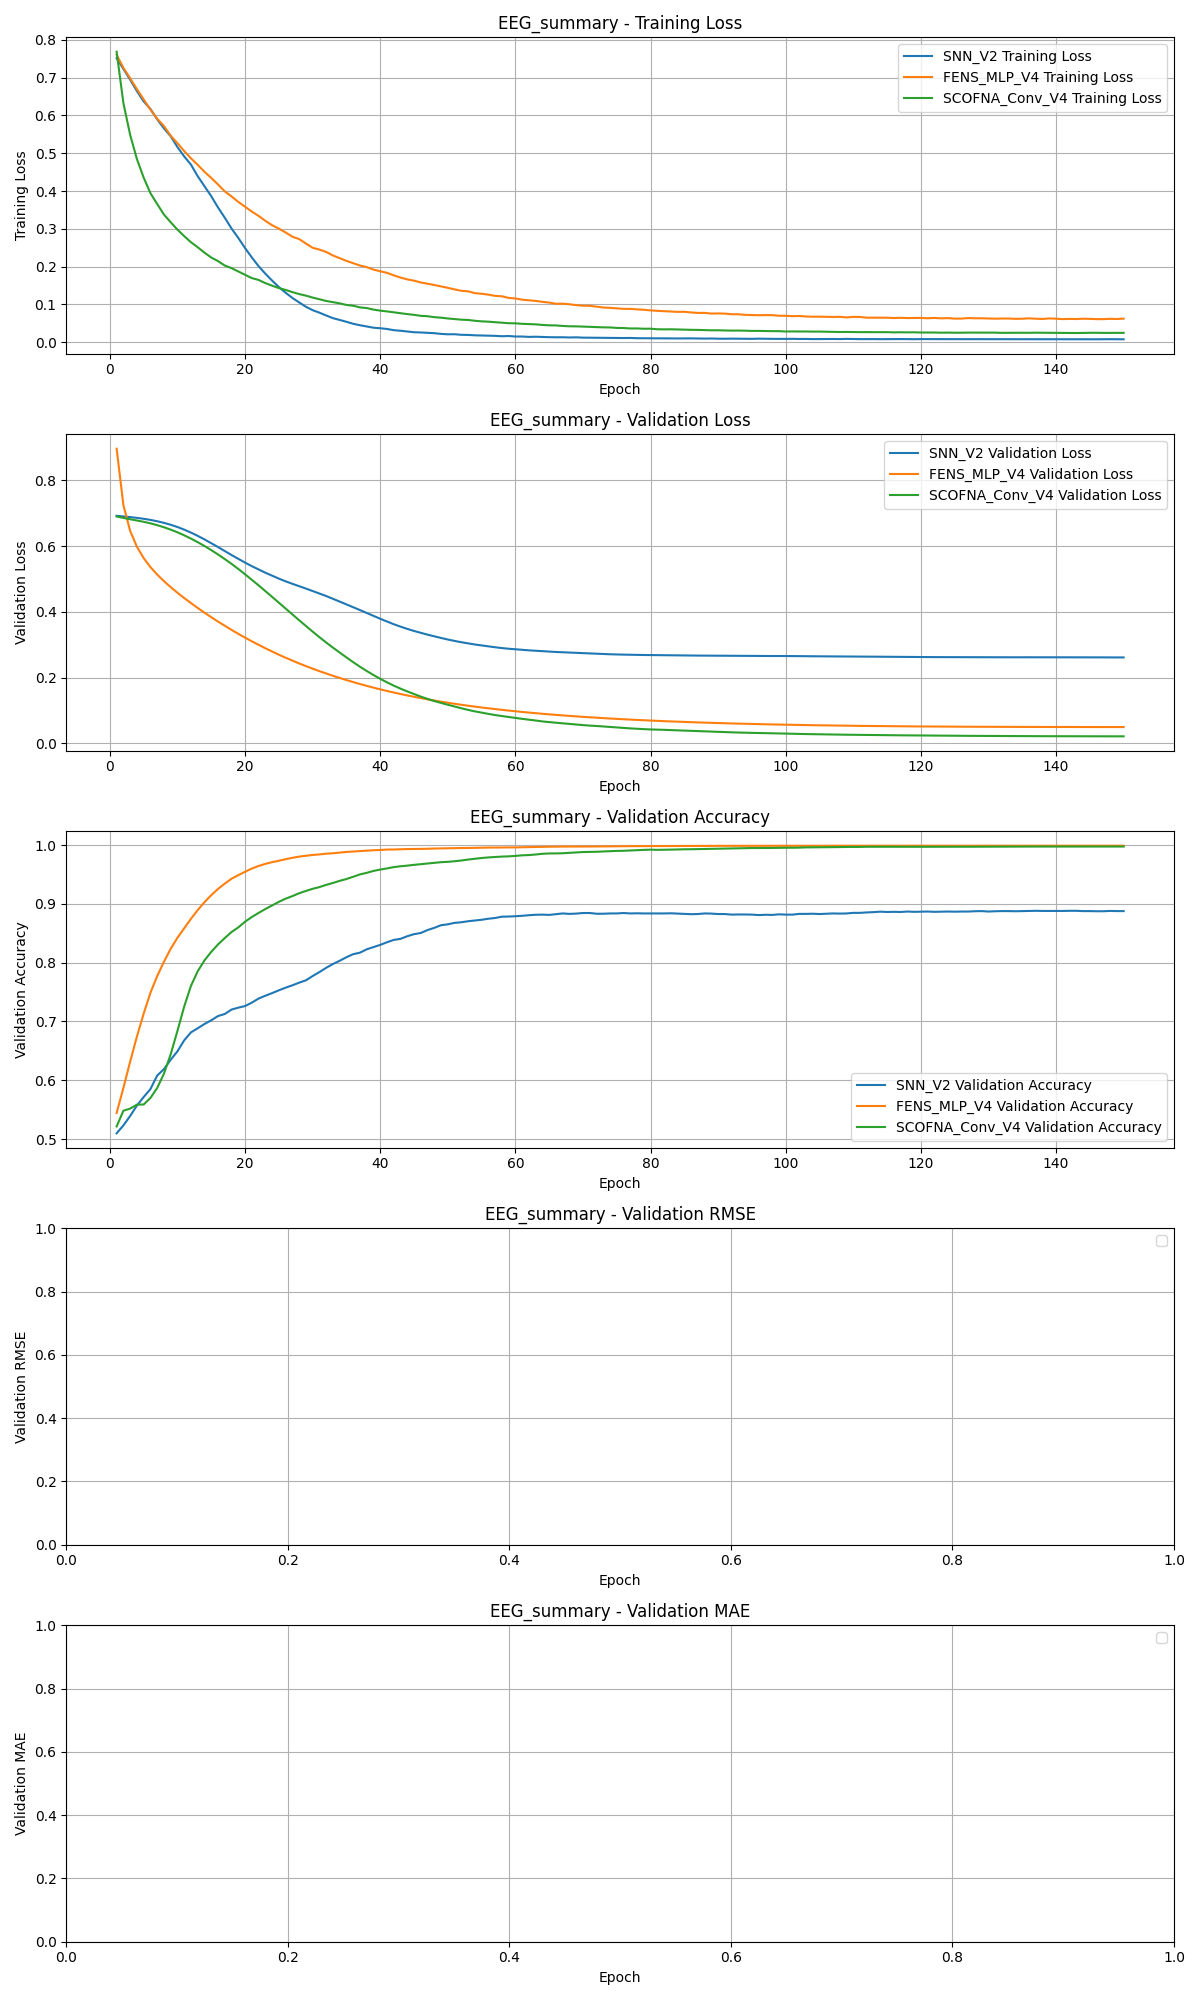 EEG_summary - Training Loss
0.8
0.7
0.6
0.5
0.4
0.3
0.2
0.1
0.0
Training Loss
SNN_V2 Training Loss
FENS_MLP_V4 Training Loss
SCOFNA_Conv_V4 Training Loss
0 20 40 60 80 100 120 140
Epoch
EEG_summary - Validation Loss
0.8
0.6
0.4
0.2
0.0
Validation Loss
SNN_V2 Validation Loss
FENS_MLP_V4 Validation Loss
SCOFNA_Conv_V4 Validation Loss
0 20 40 60 80 100 120 140
Epoch
EEG_summary - Validation Accuracy
1.0
0.9
0.8
0.7
0.6
0.5
Validation Accuracy
SNN_V2 Validation Accuracy
FENS_MLP_V4 Validation Accuracy
SCOFNA_Conv_V4 Validation Accuracy
0 20 40 60 80 100 120 140
Epoch
EEG_summary - Validation RMSE
1.0
0.8
0.6
0.4
0.2
0.0
Validation RMSE
0.0 0.2 0.4 0.6 0.8 1.0
Epoch
EEG_summary - Validation MAE
1.0
0.8
0.6
0.4
0.2
0.0
Validation MAE
0.0 0.2 0.4 0.6 0.8 1.0
Epoch